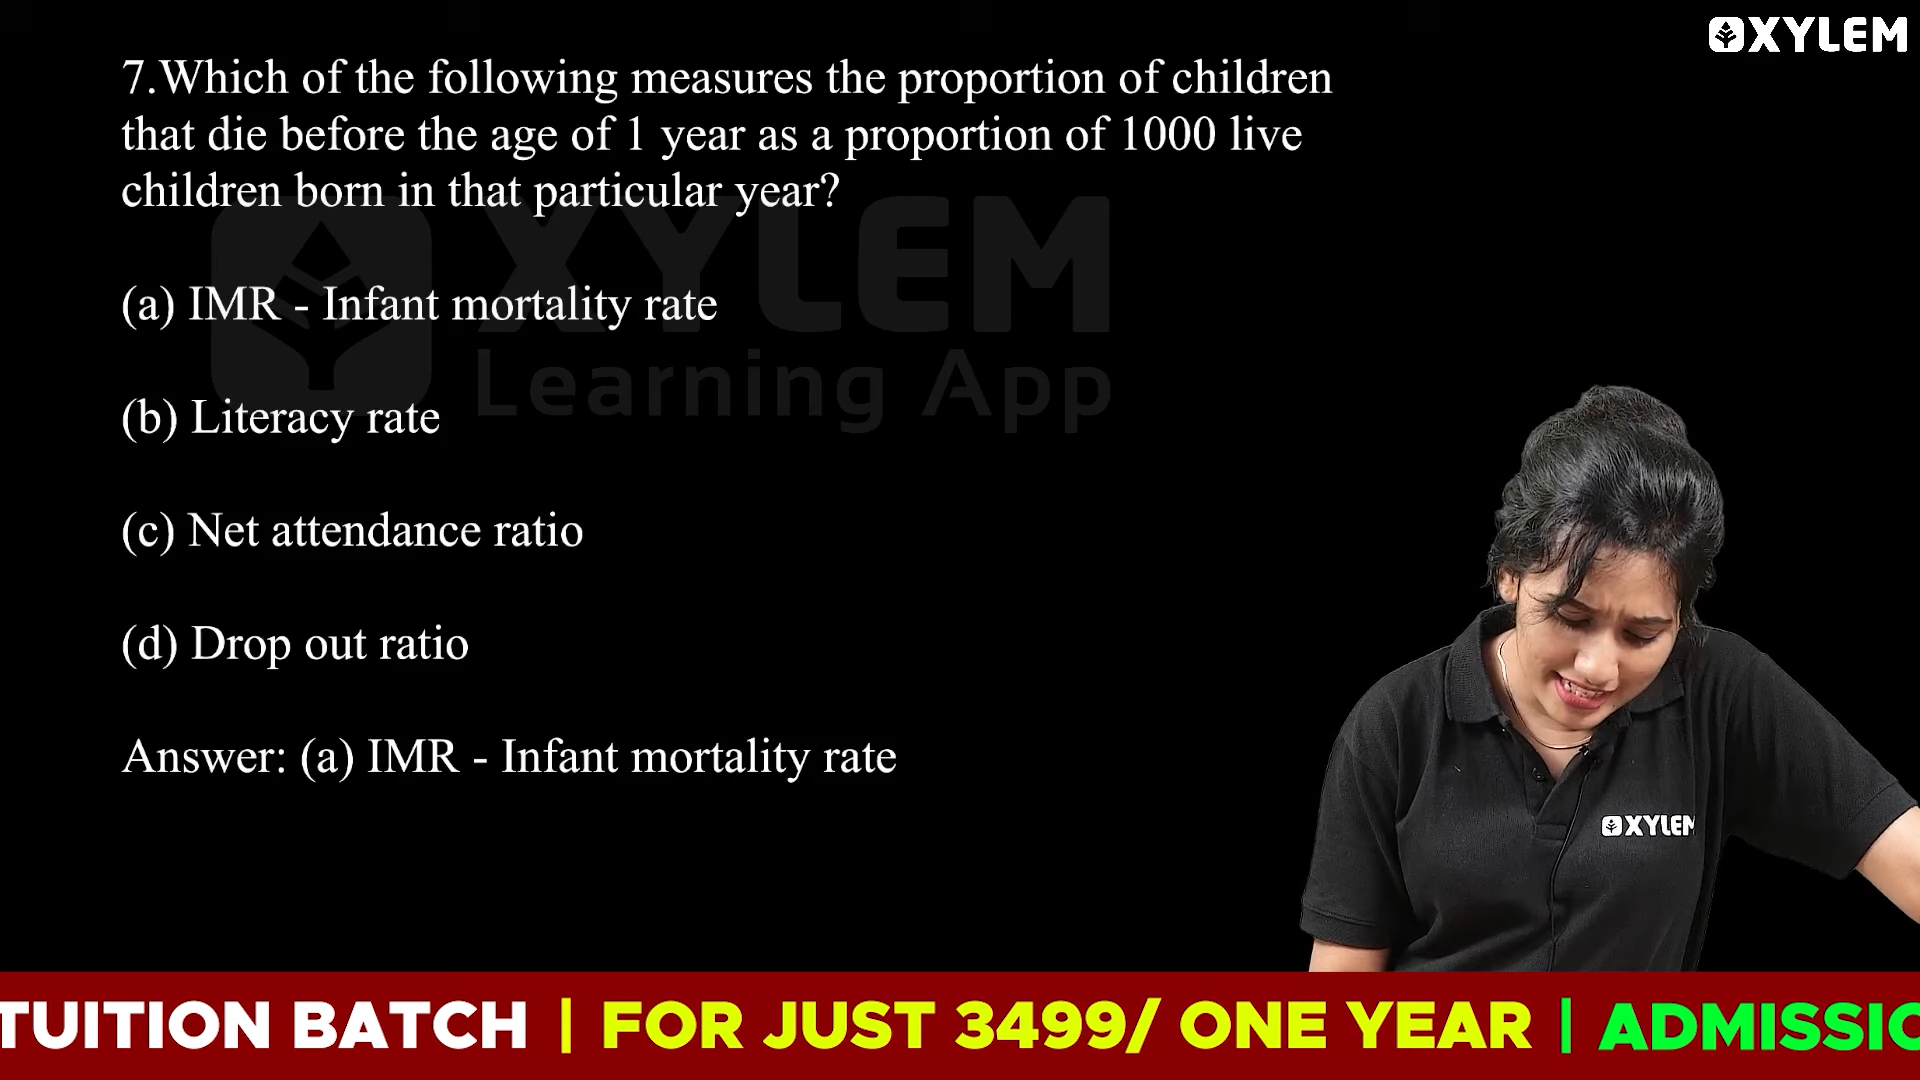 XYLEM
7.Which of the following measures the proportion of children
that die before the age of 1 year as a proportion of 1000 live
children born in that particular year?
XYLEM
Learning App
(a) IMR - Infant mortality rate
(b) Literacy rate
(c) Net attendance ratio
(d) Drop out ratio
Answer: (a) IMR - Infant mortality rate
XYLEM
TUITION BATCH | FOR JUST 3499/ ONE YEAR | ADMISSIO